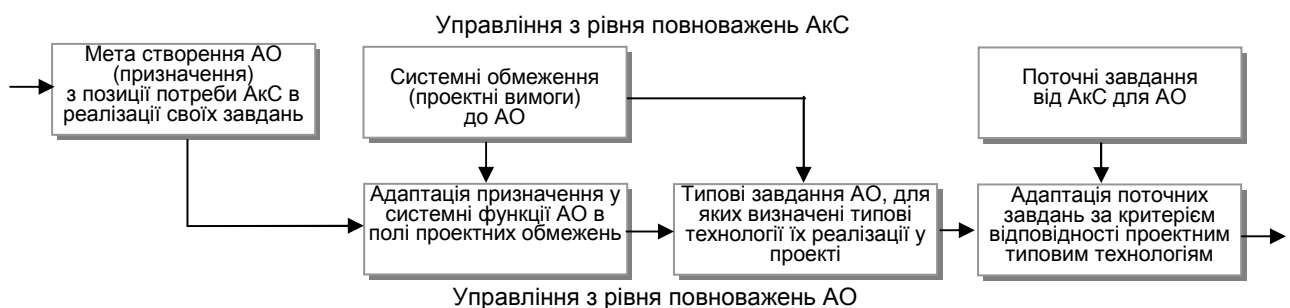 Управління з рівня повноважень АкС
Мета створення АО
(призначення)
з позиції потреби АкС в
реалізації своїх завдань
Системні обмеження
(проектні вимоги)
до АО
Поточні завдання
від АкС для АО
Адаптація призначення у
системні функції АО в
полі проектних обмежень
Типові завдання АО, для
яких визначені типові
технології їх реалізації у
проекті
Адаптація поточних
завдань за критерієм
відповідності проектним
типовим технологіям
Управління з рівня повноважень АО